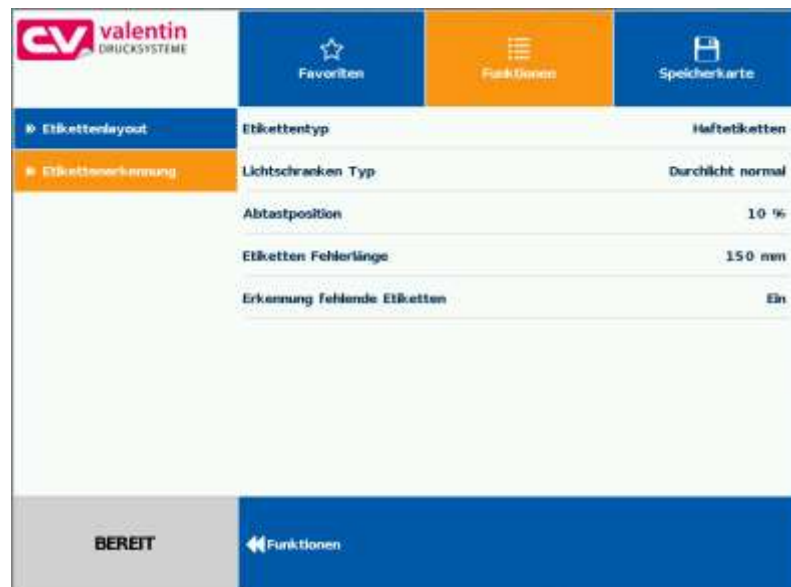 CV valentin
DRUCKSYSTEME
Favoriten
Funktionen
Speicherkarte
Etikettenlayout
Etikettenerkennung
Etikettentyp Haftetiketten
Lichtschranken Typ Durchlicht normal
Abtastposition 10 %
Etiketten Fehlerlänge 150 mm
Erkennung fehlende Etiketten Ein
BEREIT
Funktionen